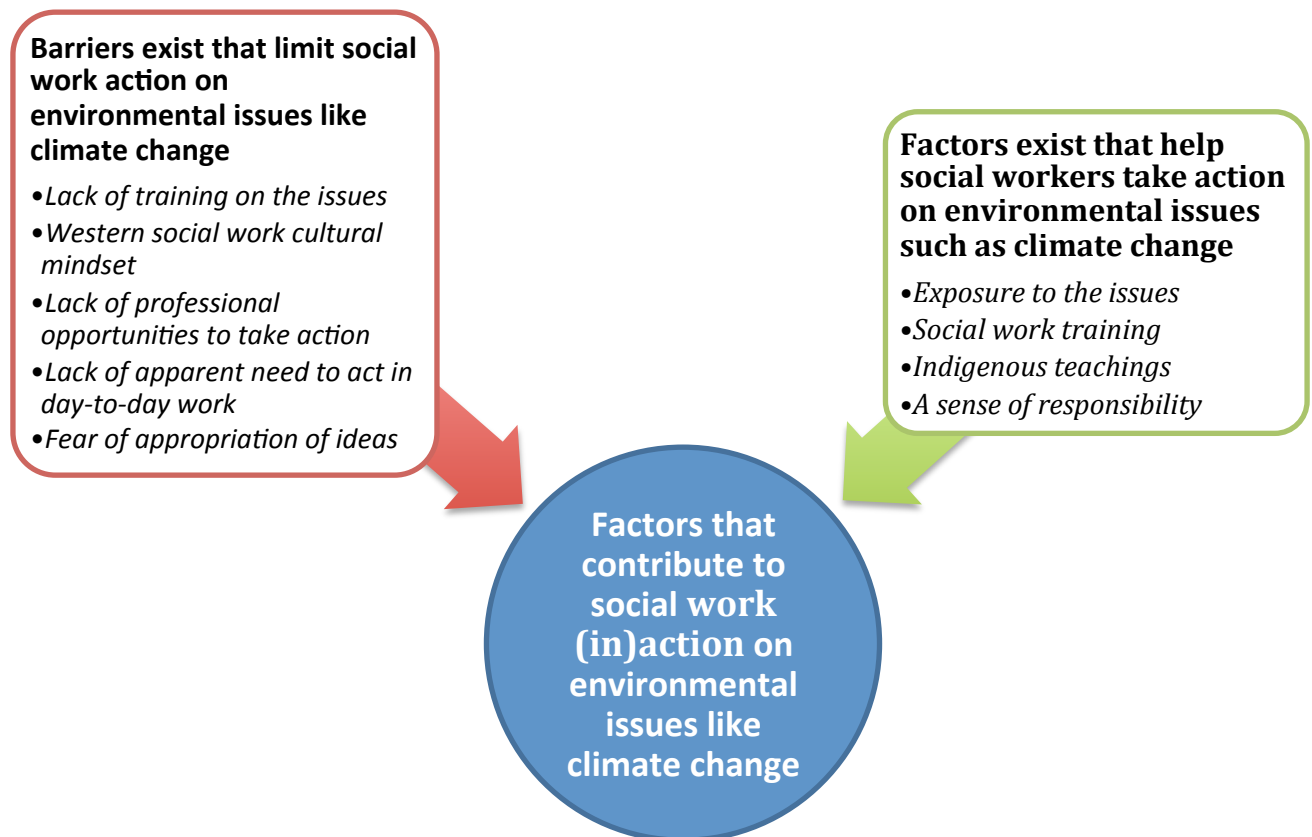 Barriers exist that limit social
work action on
environmental issues like
climate change
•Lack of training on the issues
•Western social work cultural
mindset
•Lack of professional
opportunities to take action
•Lack of apparent need to act in
day-to-day work
•Fear of appropriation of ideas
Factors exist that help
social workers take action
on environmental issues
such as climate change
•Exposure to the issues
•Social work training
•Indigenous teachings
•A sense of responsibility
Factors that
contribute to
social work
(in)action on
environmental
issues like
climate change